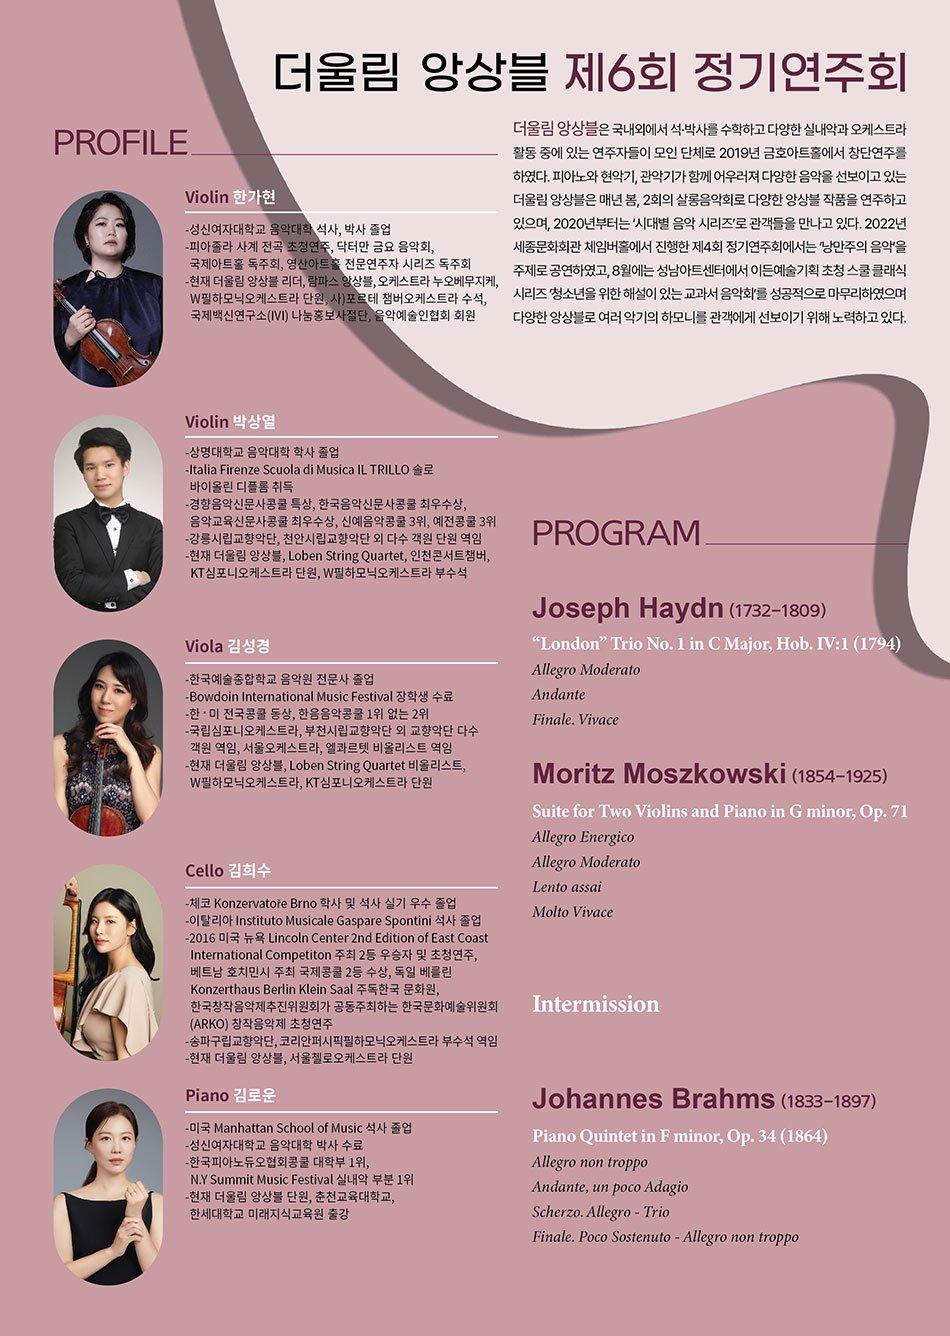 더울림 앙상블 제6회 정기연주회
더울림 앙상블은 국내외에서 석·박사를 수학하고 다양한 실내악과 오케스트라
활동 중에 있는 연주자들이 모인 단체로 2019년 금호아트홀에서 창단연주를
하였다. 피아노와 현악기, 관악기가 함께 어우러져 다양한 음악을 선보이고 있는
더울림 앙상블은 매년 봄, 2회의 살롱음악회로 다양한 앙상블 작품을 연주하고
있으며, 2020년부터는 ‘시대별 음악 시리즈’로 관객들을 만나고 있다. 2022년
세종문화회관 체임버홀에서 진행한 제4회 정기연주회에서는 ‘낭만주의 음악’을
주제로 공연하였고, 8월에는 성남아트센터에서 이든예술기획 초청 스쿨 클래식
시리즈 ‘청소년을 위한 해설이 있는 교과서 음악회’를 성공적으로 마무리하였으며
다양한 앙상블로 여러 악기의 하모니를 관객에게 선보이기 위해 노력하고 있다.
PROFILE
Violin 한가현
-성신여자대학교 음악대학 석사, 박사 졸업
-피아졸라 사계 전곡 초청연주, 닥터만 금요 음악회,
국제아트홀 독주회, 영산아트홀 전문연주자 시리즈 독주회
-현재 더울림 앙상블 리더, 람파스 앙상블, 오케스트라 누오베무지케,
W필하모닉오케스트라 단원, 사)포르테 챔버오케스트라 수석,
국제백신연구소(IVI) 나눔홍보사절단, 음악예술인협회 회원
Violin 박상열
-상명대학교 음악대학 학사 졸업
-Italia Firenze Scuola di Musica IL TRILLO 솔로
바이올린 디플롬 취득
-경향음악신문사콩쿨 특상, 한국음악신문사콩쿨 최우수상,
음악교육신문사콩쿨 최우수상, 신예음악콩쿨 3위, 예전콩쿨 3위
-강릉시립교향악단, 천안시립교향악단 외 다수 객원 단원 역임
-현재 더울림 앙상블, Loben String Quartet, 인천콘서트챔버,
KT심포니오케스트라 단원, W필하모닉오케스트라 부수석
Viola 김성경
-한국예술종합학교 음악원 전문사 졸업
-Bowdoin International Music Festival 장학생 수료
-한·미 전국콩쿨 동상, 한음음악콩쿨 1위 없는 2위
-국립심포니오케스트라, 부천시립교향악단 외 교향악단 다수
객원 역임, 서울오케스트라, 엘콰르텟 비올리스트 역임
-현재 더울림 앙상블, Loben String Quartet 비올리스트,
W필하모닉오케스트라, KT심포니오케스트라 단원
Cello 김희수
-체코 Konzervatoře Brno 학사 및 석사 실기 우수 졸업
-이탈리아 Instituto Musicale Gaspare Spontini 석사 졸업
-2016 미국 뉴욕 Lincoln Center 2nd Edition of East Coast
International Competiton 주최 2등 우승자 및 초청연주,
베트남 호치민시 주최 국제콩쿨 2등 수상, 독일 베를린
Konzerthaus Berlin Klein Saal 주독한국 문화원,
한국창작음악제추진위원회가 공동주최하는 한국문화예술위원회
(ARKO) 창작음악제 초청연주
-송파구립교향악단, 코리안퍼시픽필하모닉오케스트라 부수석 역임
-현재 더울림 앙상블, 서울첼로오케스트라 단원
Piano 김로운
-미국 Manhattan School of Music 석사 졸업
-성신여자대학교 음악대학 박사 수료
-한국피아노듀오협회콩쿨 대학부 1위,
N.Y Summit Music Festival 실내악 부분 1위
-현재 더울림 앙상블 단원, 춘천교육대학교,
한세대학교 미래지식교육원 출강
PROGRAM
Joseph Haydn (1732–1809)
“London” Trio No. 1 in C Major, Hob. IV:1 (1794)
Allegro Moderato
Andante
Finale. Vivace
Moritz Moszkowski (1854–1925)
Suite for Two Violins and Piano in G minor, Op. 71
Allegro Energico
Allegro Moderato
Lento assai
Molto Vivace
Intermission
Johannes Brahms (1833–1897)
Piano Quintet in F minor, Op. 34 (1864)
Allegro non troppo
Andante, un poco Adagio
Scherzo. Allegro - Trio
Finale. Poco Sostenuto - Allegro non troppo